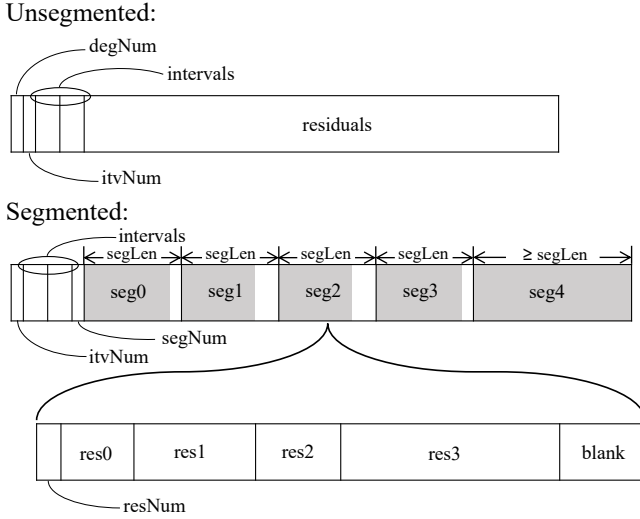 Unsegmented:
degNum
intervals
residuals
itvNum
Segmented:
intervals
segLen segLen segLen segLen ≥ segLen
seg0 seg1 seg2 seg3 seg4
segNum
itvNum
res0 res1 res2 res3 blank
resNum